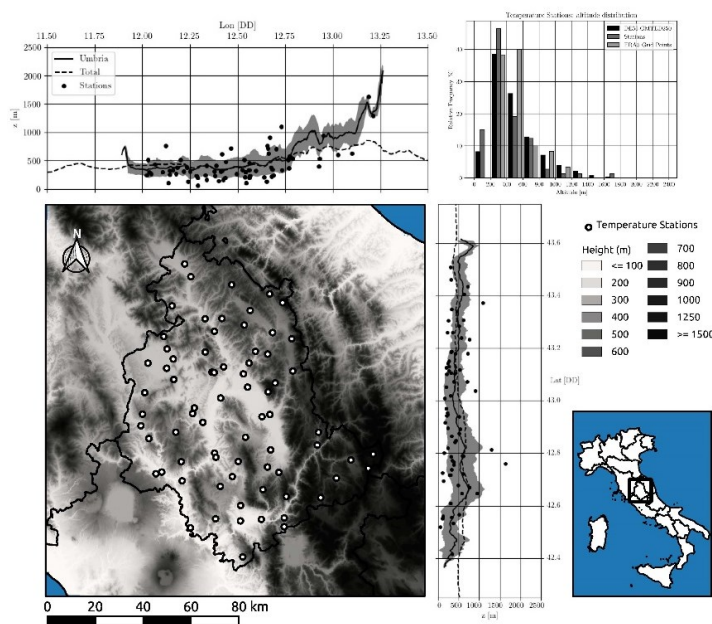 Lon [DD]
11.50 11.75 12.00 12.25 12.50 12.75 13.00 13.25 13.50
2500
2000
1500
1000
500
0
z [m]
Umbria
Total
Stations
Temperature Stations: altitude distribution
Relative Frequency %
Stations
ERA5 Grid Points
Altitude [m]
N
0 20 40 60 80 km
43.6
43.4
43.2
Lat [DD]
43.0
42.8
42.6
42.4
0 500 1000 1500 2000 2500
z [m]
Temperature Stations
Height (m)
<= 100
200
300
400
500
600
700
800
900
1000
1250
>= 1500